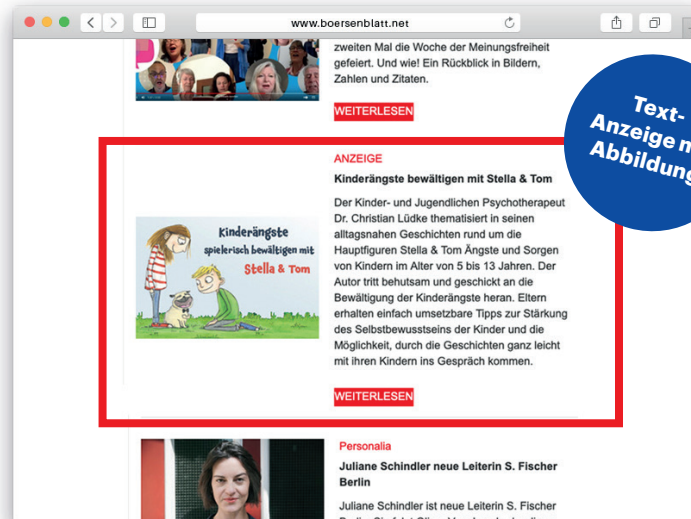 www.boersenblatt.net
zweiten Mal die Woche der Meinungsfreiheit
gefeiert. Und wie! Ein Rückblick in Bildern,
Zahlen und Zitaten.
WEITERLESEN
Text-
Anzeige
Abbildung
ANZEIGE
Kinderängste bewältigen mit Stella & Tom
Der Kinder- und Jugendlichen Psychotherapeut
Dr. Christian Lüdke thematisiert in seinen
alltagsnahen Geschichten rund um die
Hauptfiguren Stella & Tom Ängste und Sorgen
von Kindern im Alter von 5 bis 13 Jahren. Der
Autor tritt behutsam und geschickt an die
Bewältigung der Kinderängste heran. Eltern
erhalten einfach umsetzbare Tipps zur Stärkung
des Selbstbewusstseins der Kinder und die
Möglichkeit, durch die Geschichten ganz leicht
mit ihren Kindern ins Gespräch kommen.
Kinderängste
spielerisch bewältigen mit
Stella & Tom
WEITERLESEN
Personalia
Juliane Schindler neue Leiterin S. Fischer
Berlin
Juliane Schindler ist neue Leiterin S. Fischer